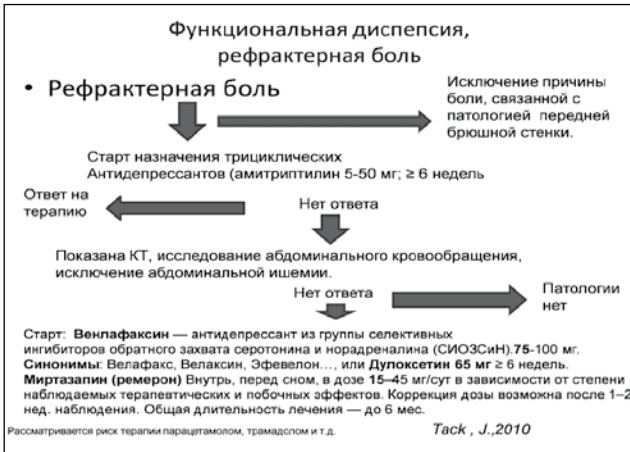 Функциональная диспепсия,
рефрактерная боль
• Рефрактерная боль
Исключение причины
боли, связанной с
патологией передней
брюшной стенки.
Старт назначения трициклических
Антидепрессантов (амитриптилин 5-50 мг; ≥ 6 недель
Ответ на
терапию
Нет ответа
Показана КТ, исследование абдоминального кровообращения,
исключение абдоминальной ишемии.
Нет ответа
Патологии
нет
Старт: Венлафаксин — антидепрессант из группы селективных
ингибиторов обратного захвата серотонина и норадреналина (СИОЗСиН).75-100 мг.
Синонимы: Велафакс, Велаксин, Эфевелон..., или Дулоксетин 65 мг ≥ 6 недель.
Миртазапин (ремерон) Внутрь, перед сном, в дозе 15–45 мг/сут в зависимости от степени
наблюдаемых терапевтических и побочных эффектов. Коррекция дозы возможна после 1–2
нед. наблюдения. Общая длительность лечения — до 6 мес.
Рассматривается риск терапии парацетамолом, трамадолом и т.д.
Tack , J.,2010